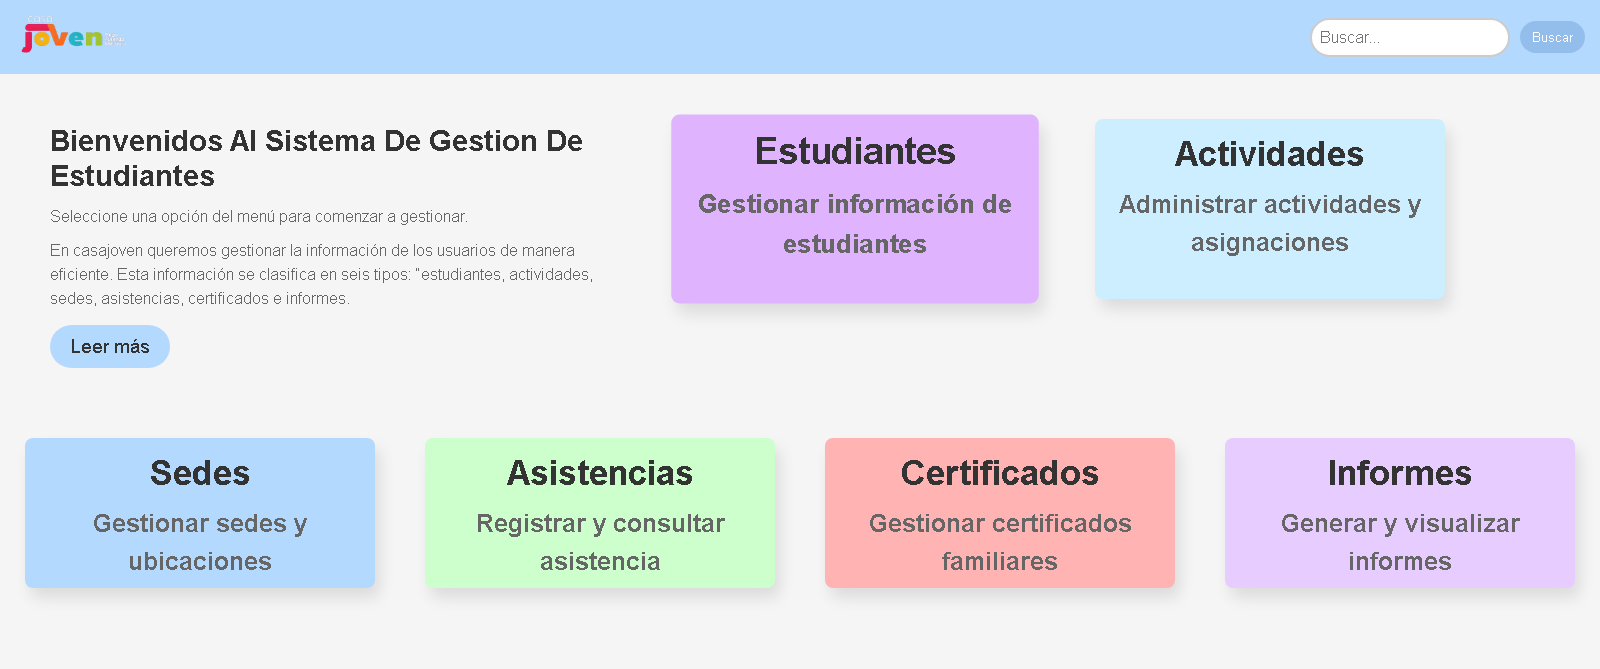 casa
joven
Buscar...
Buscar
Bienvenidos Al Sistema De Gestion De
Estudiantes
Seleccione una opción del menú para comenzar a gestionar.
En casajoven queremos gestionar la información de los usuarios de manera
eficiente. Esta información se clasifica en seis tipos: “estudiantes, actividades,
sedes, asistencias, certificados e informes.
Leer más
Estudiantes
Gestionar información de
estudiantes
Actividades
Administrar actividades y
asignaciones
Sedes
Gestionar sedes y
ubicaciones
Asistencias
Registrar y consultar
asistencia
Certificados
Gestionar certificados
familiares
Informes
Generar y visualizar
informes